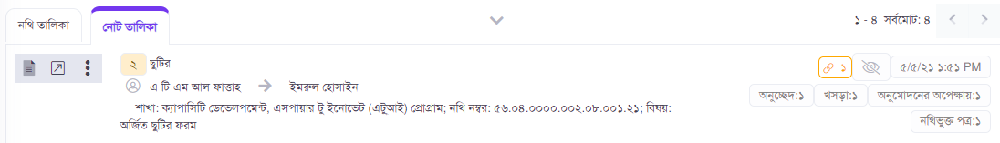 নথি তালিকা
নোট তালিকা
১ - ৪ সর্বমোট: ৪
২ ছুটির
১
৫/৫/২১ ১:৫১ PM
এ টি এম আল ফাত্তাহ
ইমরুল হোসাইন
অনুচ্ছেদ:১
খসড়া:১
অনুমোদনের অপেক্ষায়:১
শাখা: ক্যাপাসিটি ডেভেলপমেন্ট, এসপায়ার টু ইনোভেট (এটুআই) প্রোগ্রাম; নথি নম্বর: ৫৬.০৪.০০০০.০০২.০৮.০০১.২১; বিষয়:
অর্জিত ছুটির ফরম
নথিভুক্ত পত্র:১